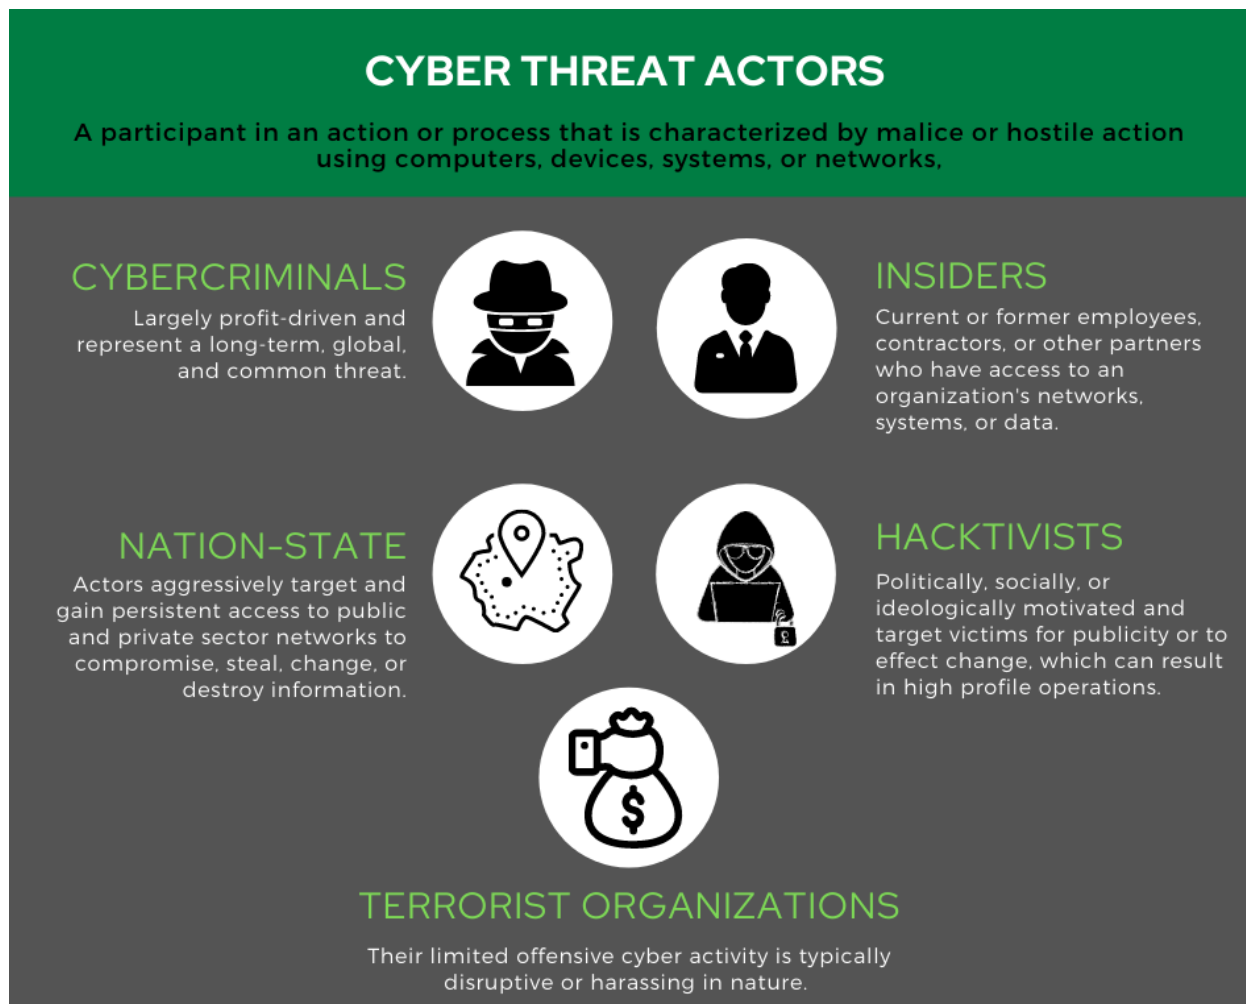 CYBER THREAT ACTORS
A participant in an action or process that is characterized by malice or hostile action
using computers, devices, systems, or networks,
CYBERCRIMINALS
Largely profit-driven and
represent a long-term, global,
and common threat.
INSIDERS
Current or former employees,
contractors, or other partners
who have access to an
organization's networks,
systems, or data.
NATION-STATE
Actors aggressively target and
gain persistent access to public
and private sector networks to
compromise, steal, change, or
destroy information.
HACKTIVISTS
Politically, socially, or
ideologically motivated and
target victims for publicity or to
effect change, which can result
in high profile operations.
$
TERRORIST ORGANIZATIONS
Their limited offensive cyber activity is typically
disruptive or harassing in nature.